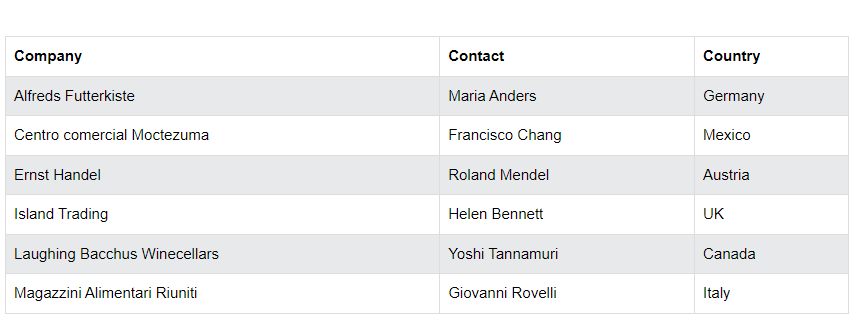 Company Contact Country
Alfreds Futterkiste Maria Anders Germany
Centro comercial Moctezuma Francisco Chang Mexico
Ernst Handel Roland Mendel Austria
Island Trading Helen Bennett UK
Laughing Bacchus Winecellars Yoshi Tannamuri Canada
Magazzini Alimentari Riuniti Giovanni Rovelli Italy